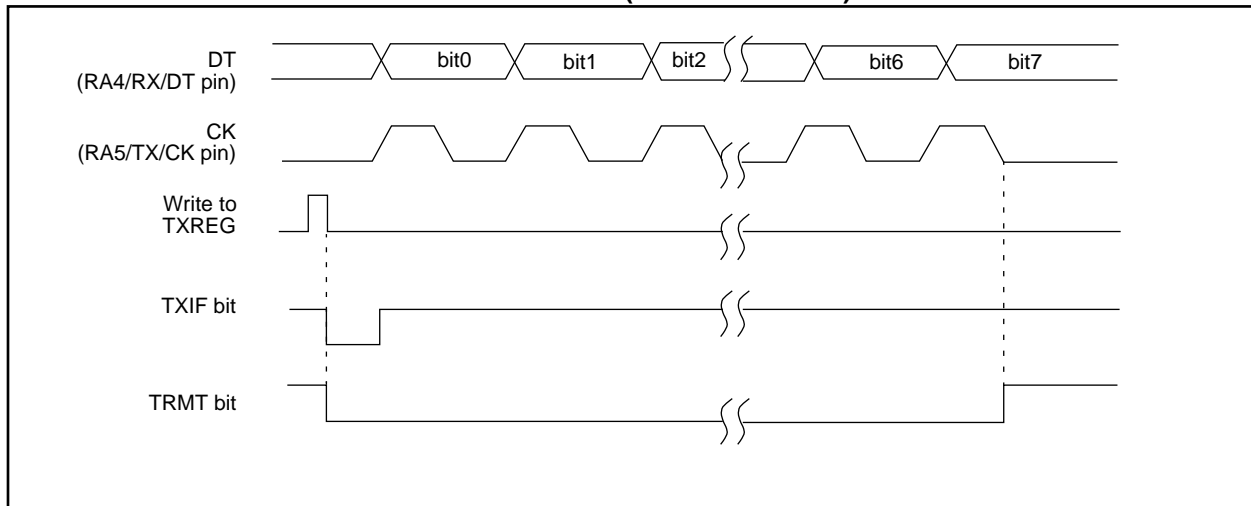 DT
(RA4/RX/DT pin)
bit0
bit1
bit2
bit6
bit7
CK
(RA5/TX/CK pin)
Write to
TXREG
TXIF bit
TRMT bit